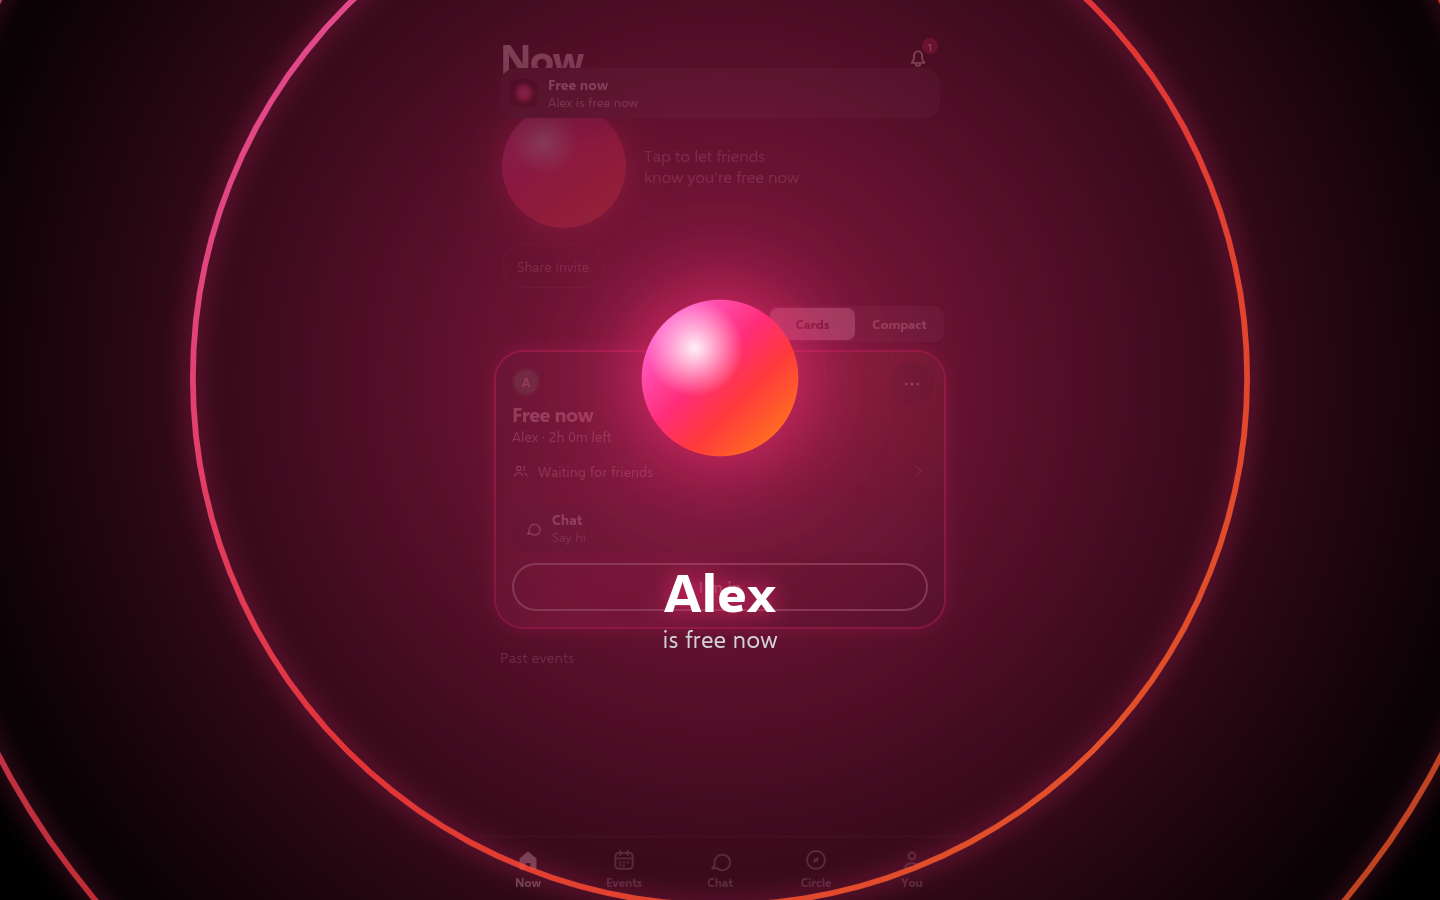 Now
1
Free now
Alex is free now
Tap to let friends
know you're free now
Share invite
Cards
Compact
A
Free now
Alex · 2h 0m left
Waiting for friends
Chat
Say hi
Alex
is free now
Past events
Now
Events
Chat
Circle
You